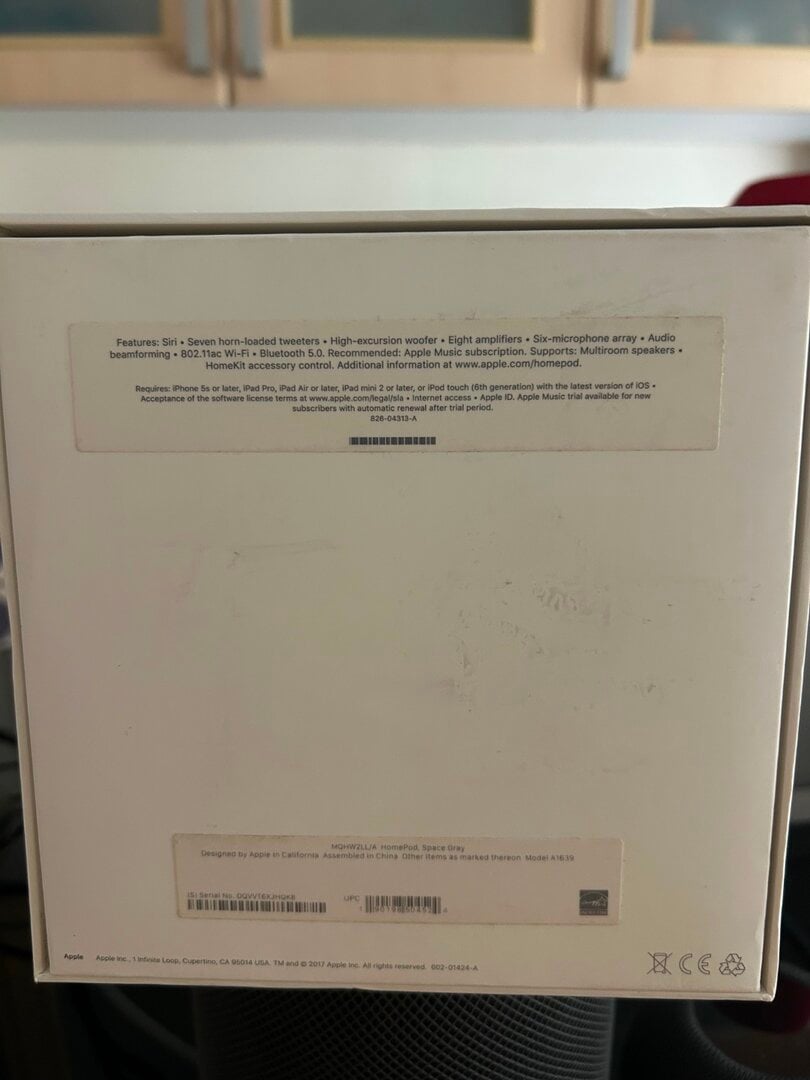 Features: Siri • Seven horn-loaded tweeters • High-excursion woofer • Eight amplifiers • Six-microphone array • Audio
beamforming • 802.11ac Wi-Fi • Bluetooth 5.0. Recommended: Apple Music subscription. Supports: Multiroom speakers •
HomeKit accessory control. Additional information at www.apple.com/homepod.
Requires: iPhone 5s or later, iPad Pro, iPad Air or later, iPad mini 2 or later, or iPod touch (6th generation) with the latest version of iOS •
Acceptance of the software license terms at www.apple.com/legal/sla • Internet access • Apple ID. Apple Music trial available for new
subscribers with automatic renewal after trial period.
828-04313-A
MQHW2LL/A HomePod, Space Gray
Designed by Apple in California Assembled in China Other items as marked thereon Model A1639
(S) Serial No.
UPC
Apple Apple Inc., 1 Infinite Loop, Cupertino, CA 95014 USA. TM and © 2017 Apple Inc. All rights reserved. 602-01424-A